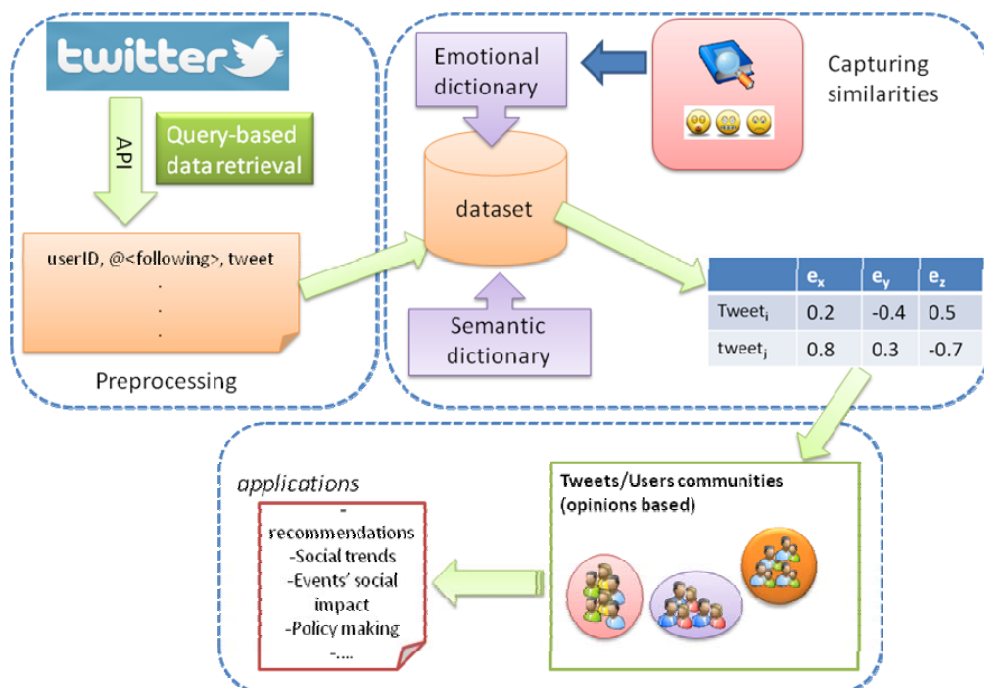 twitter
API
Query-based
data retrieval
userID, @<following>, tweet
.
.
.
.
Preprocessing
Emotional
dictionary
Capturing
similarities
dataset
Semantic
dictionary
e_x e_y e_z
Tweet_i 0.2 -0.4 0.5
tweet_j 0.8 0.3 -0.7
applications
-
recommendations
-Social trends
-Events' social
impact
-Policy making
-....
Tweets/Users communities
(opinions based)